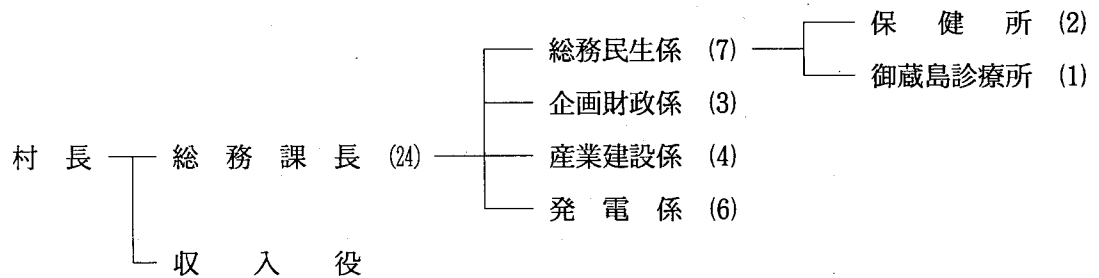 保健所 (2)
総務民生係 (7)
御蔵島診療所 (1)
企画財政係 (3)
村長 総務課長 (24) 産業建設係 (4)
発電係 (6)
収入役